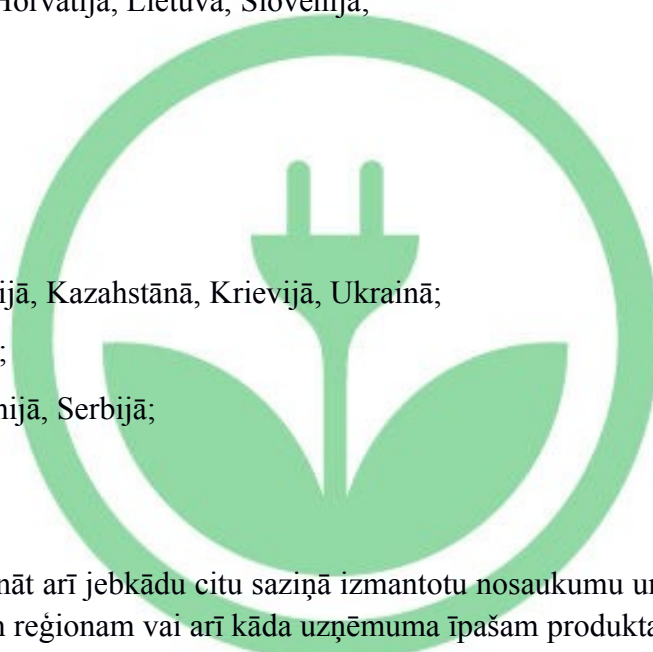 Horvātija, Lietuva, Slovēnija;
ijā, Kazahstānā, Krievijā, Ukrainā;
;
nijā, Serbijā;
nāt arī jebkādu citu saziņā izmantotu nosaukumu un
reģionam vai arī kāda uzņēmuma īpašam produkta